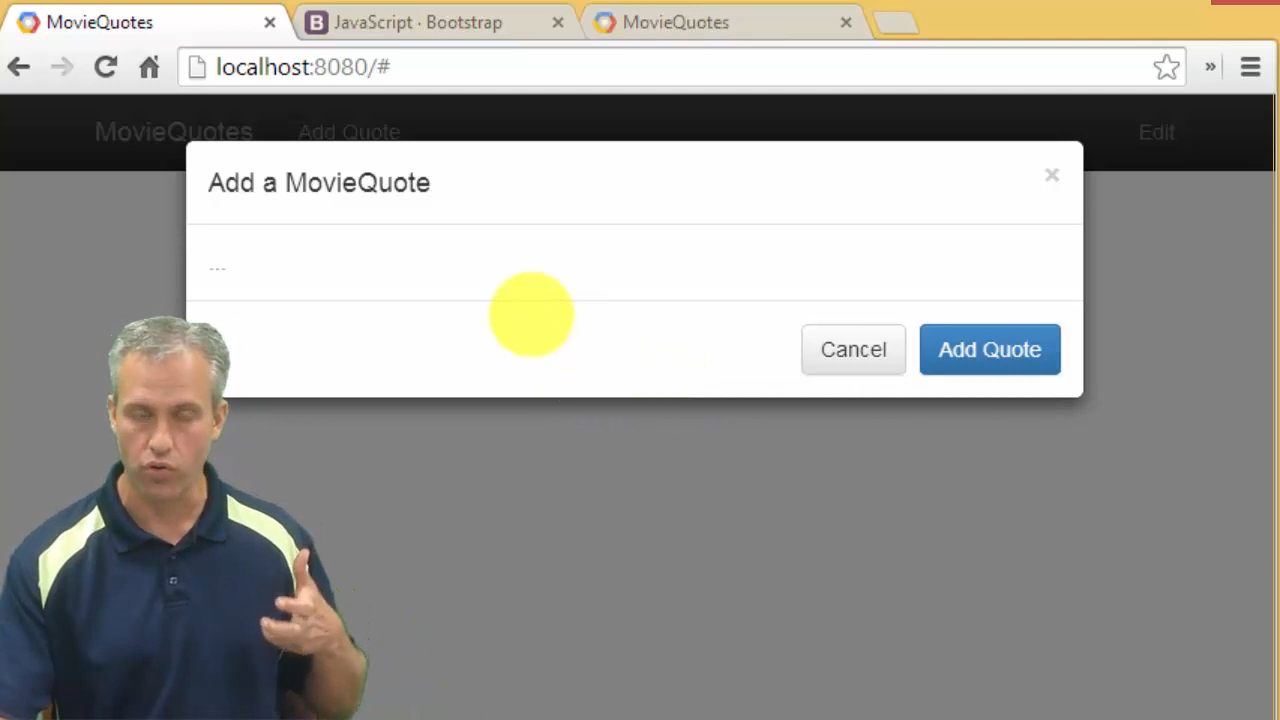 MovieQuotes
JavaScript · Bootstrap
MovieQuotes
localhost:8080/#
»
MovieQuotes Add Quote Edit
Add a MovieQuote ×
...
Cancel Add Quote